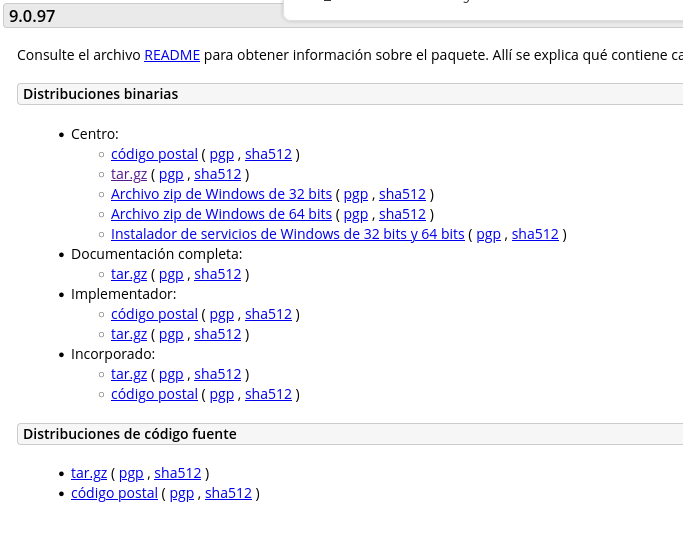 9.0.97
Consulte el archivo README para obtener información sobre el paquete. Allí se explica qué contiene
Distribuciones binarias
Centro:
código postal ( pgp , sha512 )
tar.gz ( pgp , sha512 )
Archivo zip de Windows de 32 bits ( pgp , sha512 )
Archivo zip de Windows de 64 bits ( pgp , sha512 )
Instalador de servicios de Windows de 32 bits y 64 bits ( pgp , sha512 )
Documentación completa:
tar.gz ( pgp , sha512 )
Implementador:
código postal ( pgp , sha512 )
tar.gz ( pgp , sha512 )
Incorporado:
tar.gz ( pgp , sha512 )
código postal ( pgp , sha512 )
Distribuciones de código fuente
tar.gz ( pgp , sha512 )
código postal ( pgp , sha512 )